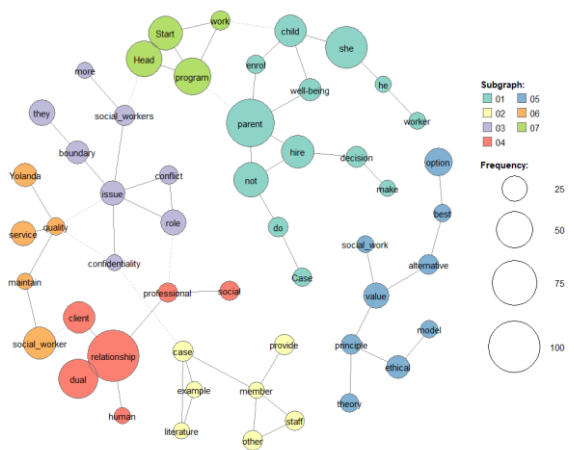 work
Start
child
she
Head
more
program
enrol
well-being
he
social_workers
they
parent
worker
boundary
hire
decision
Yolanda
conflict
issue
not
make
service
quality
role
do
maintain
confidentiality
Case
professional
social
client
social_worker
relationship
dual
human
case
provide
example
member
literature
staff
other
option
best
social_work
alternative
value
model
principle
ethical
theory
Subgraph:
01 05
02 06
03 07
04
Frequency:
25
50
75
100